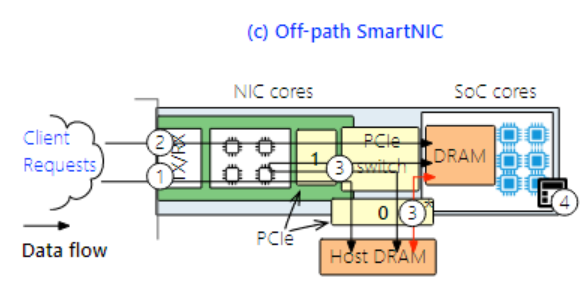 (c) Off-path SmartNIC
NIC cores
SoC cores
Client
Requests
2
1
1
3
PCIe
switch
DRAM
0
3
*
4
PCIe
Data flow
Host DRAM